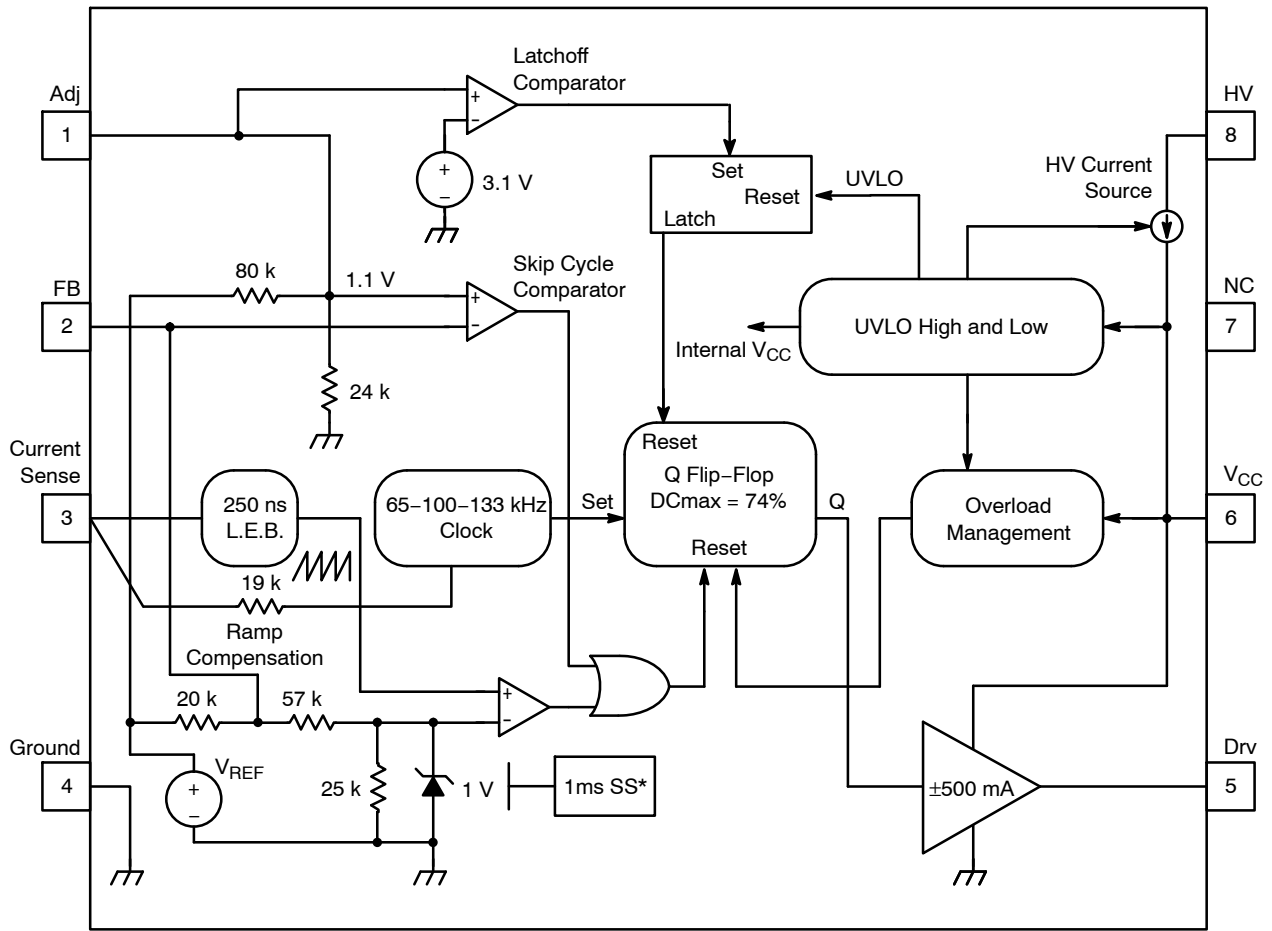 Latchoff
Comparator
Adj
1
+
−
+
−
3.1 V
HV
8
HV Current
Source
Set
Reset
Latch
UVLO
80 k
1.1 V
Skip Cycle
Comparator
+
−
FB
2
24 k
UVLO High and Low
Internal VCC
NC
7
Current
Sense
3
250 ns
L.E.B.
65−100−133 kHz
Clock
Set
Reset
Q Flip−Flop
DCmax = 74%
Reset
Q
Overload
Management
VCC
6
19 k
Ramp
Compensation
20 k
57 k
+
−
Ground
4
VREF
+
−
25 k
1 V
1ms SS*
±500 mA
Drv
5